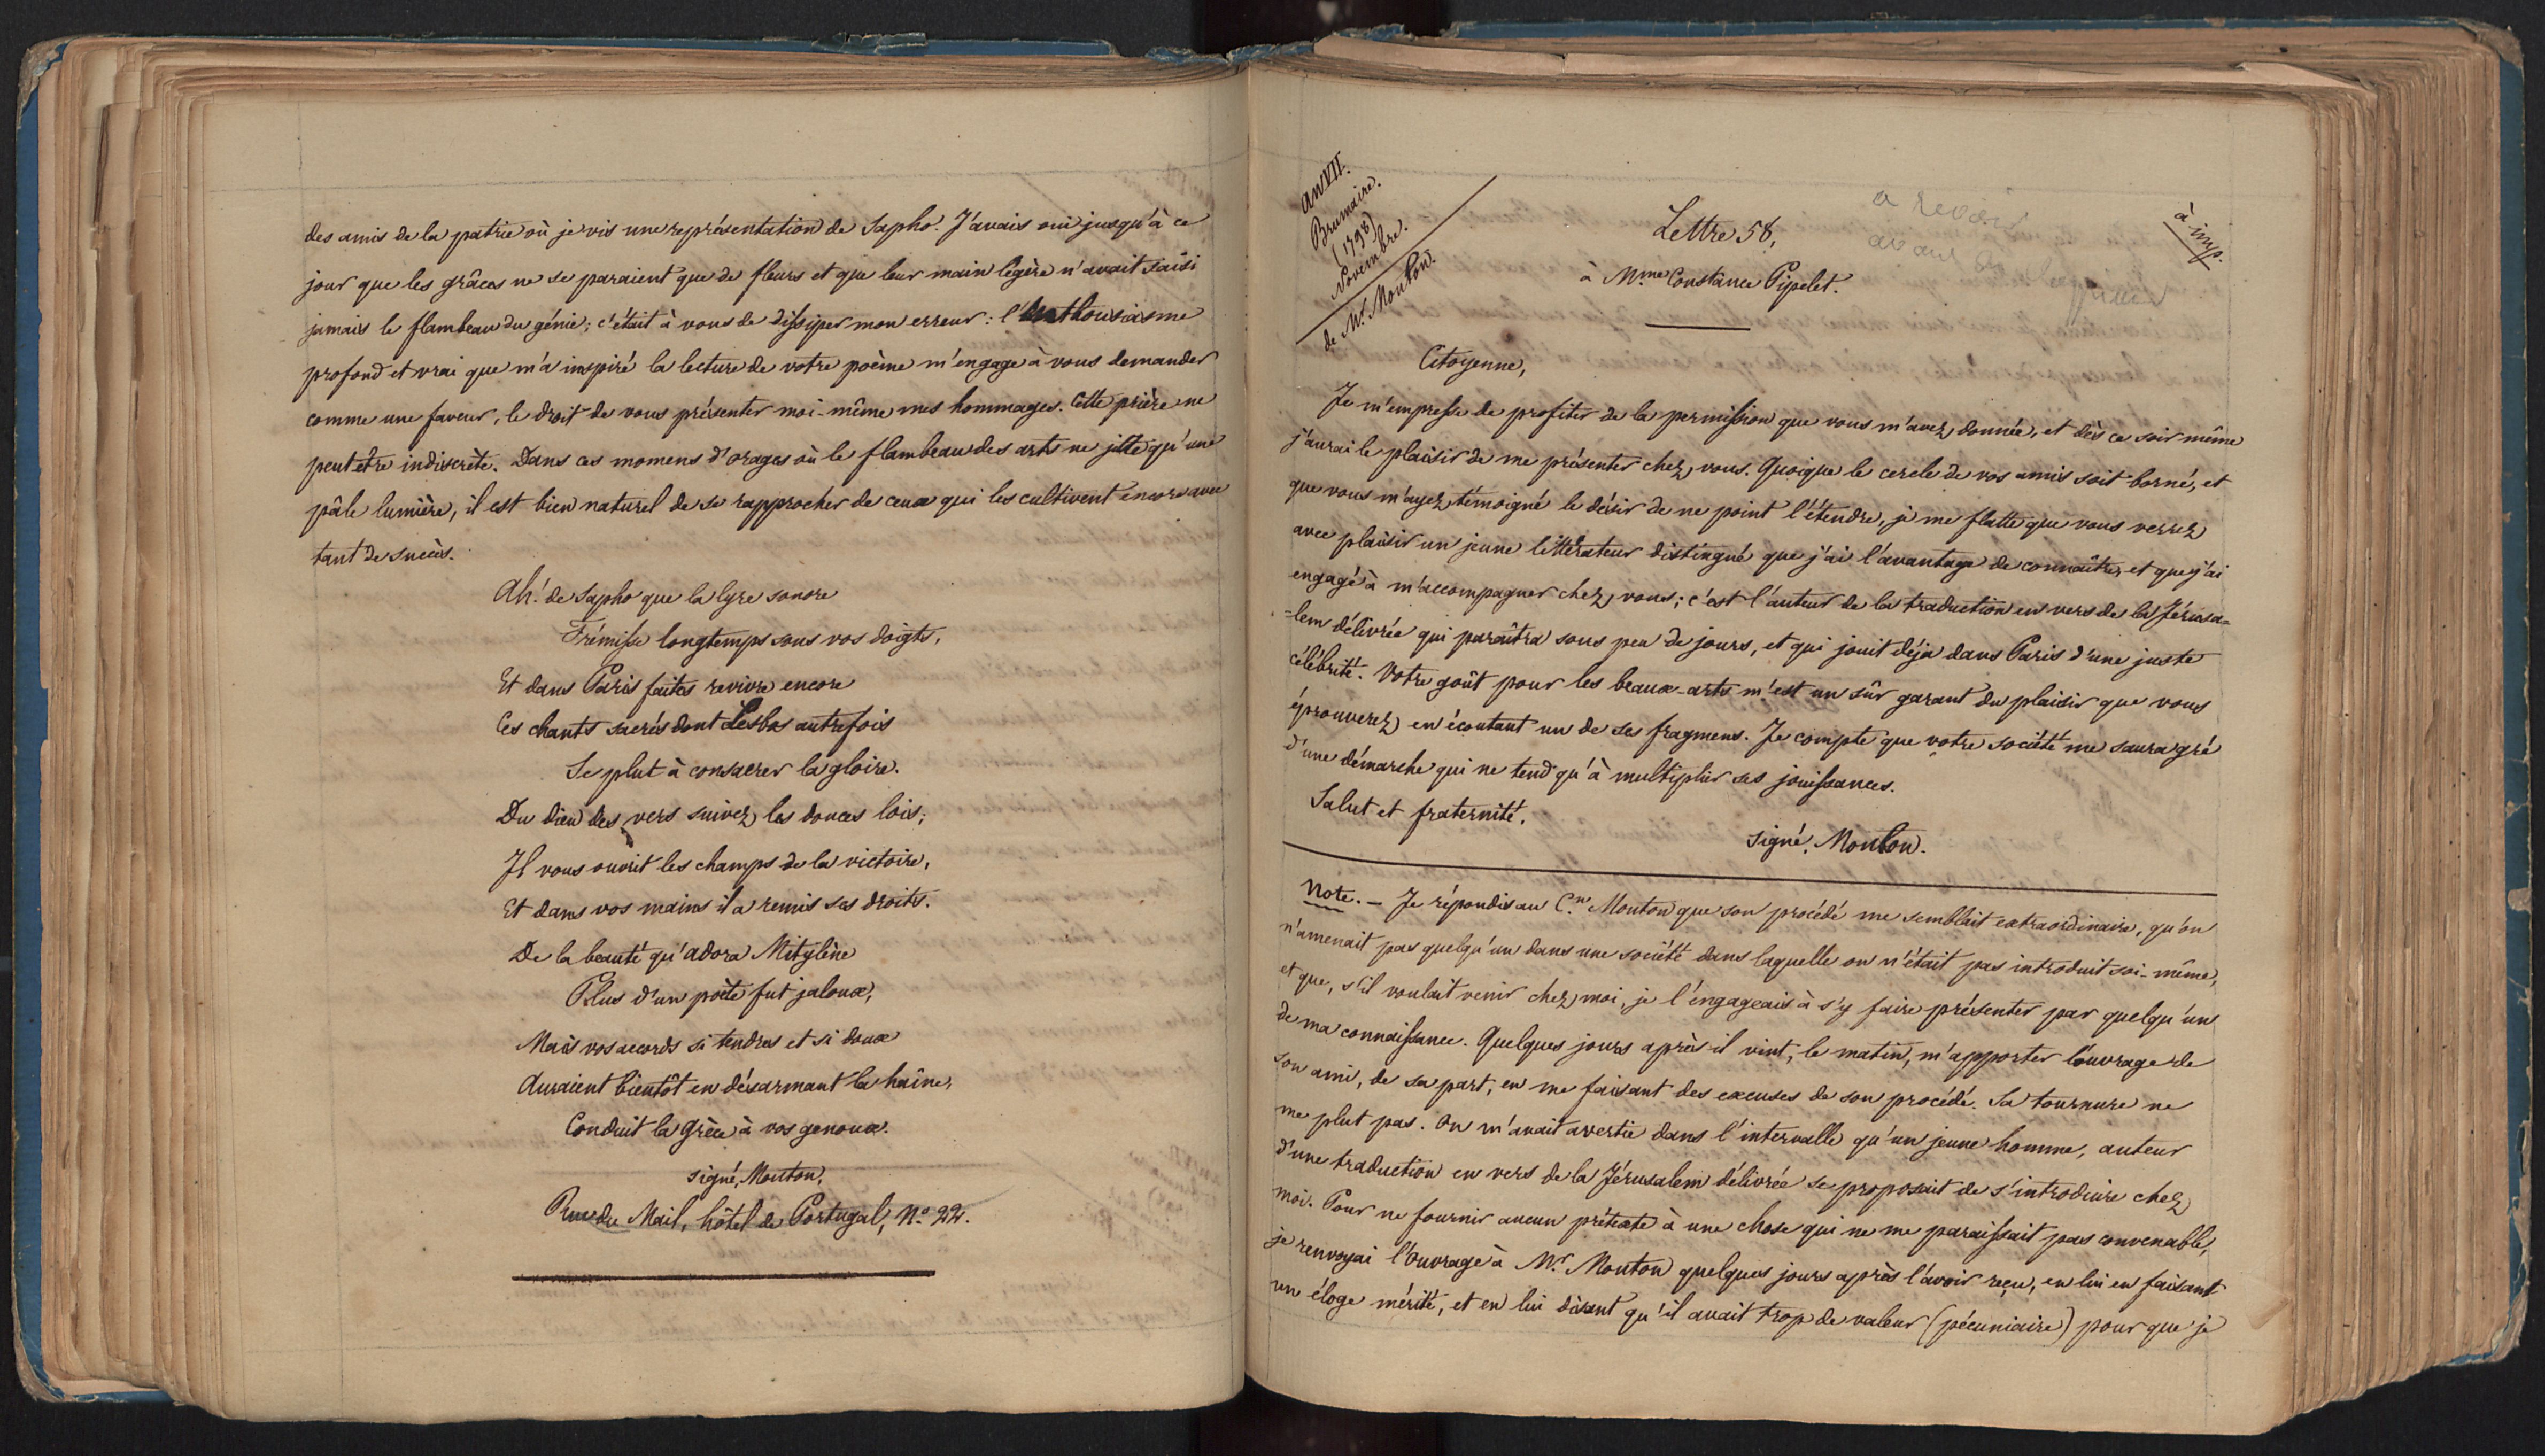 des amis de la patrie où je vis une représentation de Sapho. J'avais oui jusqu'à ce
jour que les grâces ne se paraient que de fleurs et que leur main légère n'avait saisi
jamais le flambeau du génie; c'était à vous de dissiper mon erreur: l'enthousiasme
profond et vrai que m'a inspiré la lecture de votre poème m'engage à vous demander
comme une faveur, le droit de vous présenter moi-même mes hommages. Cette prière ne
peut être indiscrète. Dans ces momens d'orages où le flambeau des arts ne jette qu'une
pâle lumière, il est bien naturel de se rapprocher de ceux qui les cultivent encore avec
tant de succès.
Ah! de Sapho que la lyre sonore
Frémisse longtemps sous vos doigts,
Et dans Paris faites revivre encore
Ces chants sacrés dont Lesbos autrefois
Se plut à consacrer la gloire.
Du dieu des vers suivez les douces lois;
Il vous ouvrit les champs de la victoire,
Et dans vos mains il a remis ses droits.
De la beauté qu'adora Mitylène
Plus d'un poète fut jaloux,
Mais vos accords si tendres et si doux
Auraient bientôt en désarmant la haîne,
Conduit la Grèce à vos genoux.
signé, Mouton,
Rue du Mail, hôtel de Portugal, N.o 22.
an VII.
Brumaire.
(1798)
Novembre.
de Mr. Mouton.
Lettre 58,
à Mme Constance Pipelet.
a revoir
à imp.
Citoyenne,
Je m'empresse de profiter de la permission que vous m'avez donnée, et dès ce soir même
j'aurai le plaisir de me présenter chez vous. Quoique le cercle de vos amis soit borné, et
que vous m'ayez témoigné le désir de ne point l'étendre, je me flatte que vous verrez
avec plaisir un jeune littérateur distingué que j'ai l'avantage de connaître, et que j'ai
engagé à m'accompagner chez vous; c'est l'auteur de la traduction en vers de la Jérusa=
=lem délivrée qui paraîtra sous peu de jours, et qui jouit déja dans Paris d'une juste
célébrité. Votre goût pour les beaux-arts m'est un sûr garant du plaisir que vous
éprouverez en écoutant un de ses fragmens. Je compte que votre société me saura gré
d'une démarche qui ne tend qu'à multiplier ses jouissances.
Salut et fraternité,
signé, Mouton.
Note. — Je répondis au C.en Mouton que son procédé me semblait extraordinaire, qu'on
n'amenait pas quelqu'un dans une société dans laquelle on n'était pas introduit soi-même,
et que, s'il voulait venir chez moi, je l'engageais à s'y faire présenter par quelqu'un
de ma connaissance. Quelques jours après il vint, le matin, m'apporter l'ouvrage de
son ami, de sa part, en me faisant des excuses de son procédé. Sa tournure ne
me plut pas. On m'avait avertie dans l'intervalle qu'un jeune homme, auteur
d'une traduction en vers de la Jérusalem délivrée se proposait de s'introduire chez
moi. Pour ne fournir aucun prétexte à une chose qui ne me paraissait pas convenable,
je renvoyai l'ouvrage à Mr. Mouton quelques jours après l'avoir reçu, en lui en faisant
un éloge mérité, et en lui disant qu'il avait trop de valeur (pécuniaire) pour que je